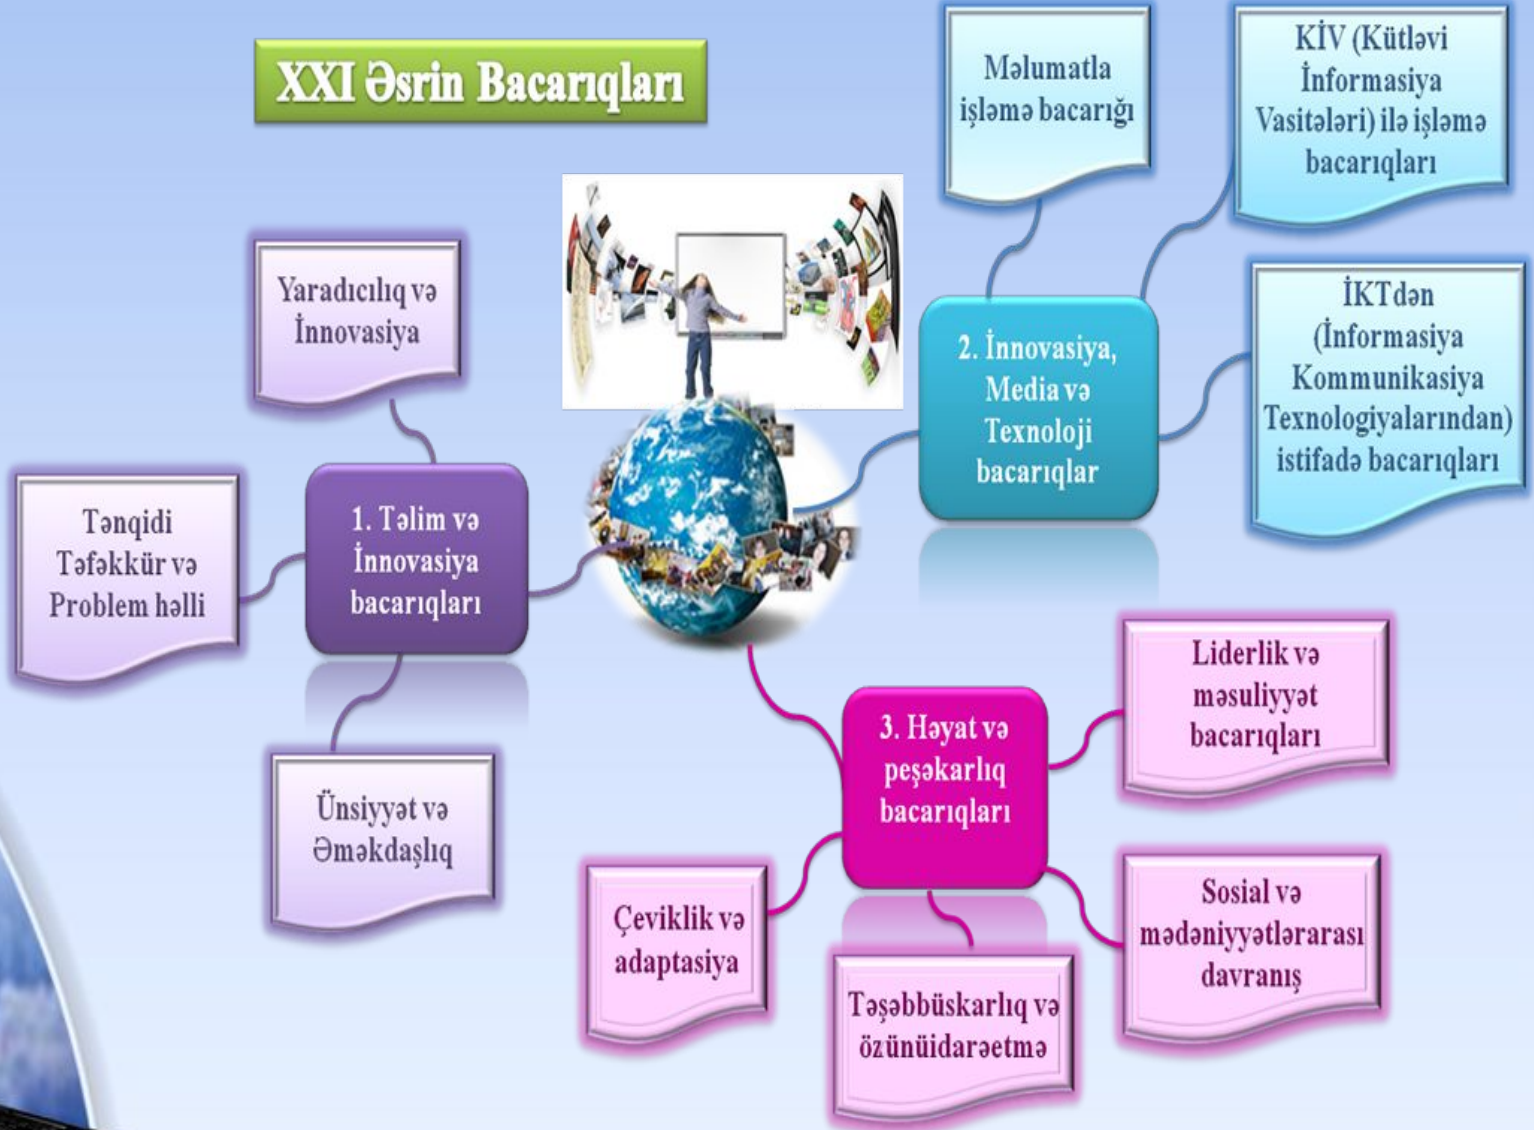 XXI Əsrin Bacarıqları
Yaradıcılıq və
İnnovasiya
Tənqidi
Təfəkkür və
Problem həlli
1. Təlim və
İnnovasiya
bacarıqları
Ünsiyyət və
Əməkdaşlıq
Məlumatla
işləmə bacarığı
KİV (Kütləvi
İnformasiya
Vasitələri) ilə işləmə
bacarıqları
2. İnnovasiya,
Media və
Texnoloji
bacarıqlar
İKTdən
(İnformasiya
Kommunikasiya
Texnologiyalarından)
istifadə bacarıqları
3. Həyat və
peşəkarlıq
bacarıqları
Liderlik və
məsuliyyət
bacarıqları
Sosial və
mədəniyyətlərarası
davranış
Çeviklik və
adaptasiya
Təşəbbüskarlıq və
özünüidarəetmə